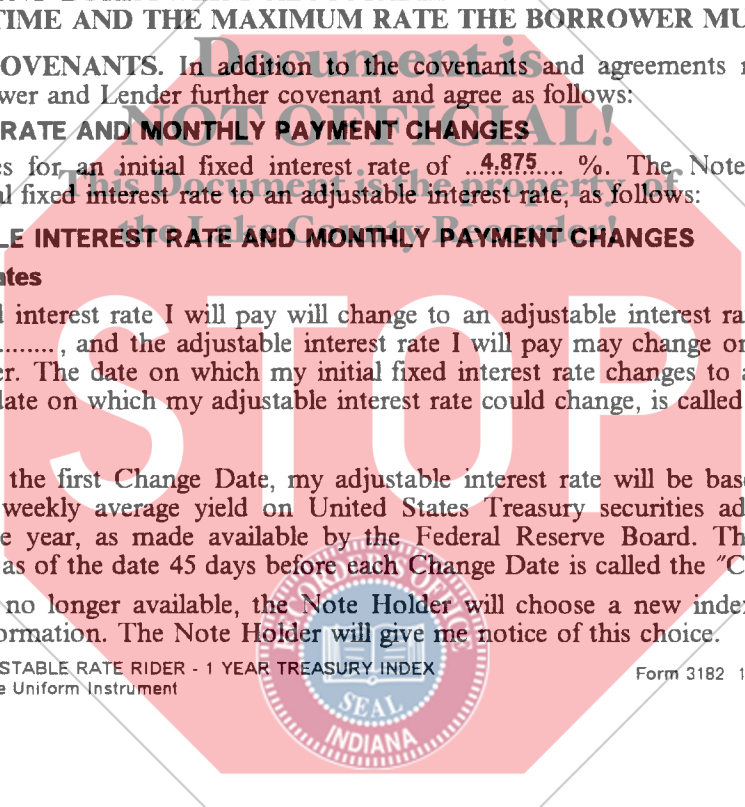 TIME AND THE MAXIMUM RATE THE BORROWER MU
Document is
OVENANTS. In addition to the covenants and agreements
wer and Lender further covenant and agree as follows:
NOT OFFICIAL!
RATE AND MONTHLY PAYMENT CHANGES
es for an initial fixed interest rate of ...4.875.... %. The Note
This Document is the property of
al fixed interest rate to an adjustable interest rate, as follows:
the Lake County Recorder!
LE INTEREST RATE AND MONTHLY PAYMENT CHANGES
ates
d interest rate I will pay will change to an adjustable interest ra
........, and the adjustable interest rate I will pay may change or
er. The date on which my initial fixed interest rate changes to a
date on which my adjustable interest rate could change, is called
STOP
the first Change Date, my adjustable interest rate will be bas
weekly average yield on United States Treasury securities ad
e year, as made available by the Federal Reserve Board. Th
as of the date 45 days before each Change Date is called the "C
no longer available, the Note Holder will choose a new index
ormation. The Note Holder will give me notice of this choice.
STABLE RATE RIDER - 1 YEAR TREASURY INDEX
Form 3182 1
e Uniform Instrument
RECORDER'S OFFICE
SEAL
INDIANA